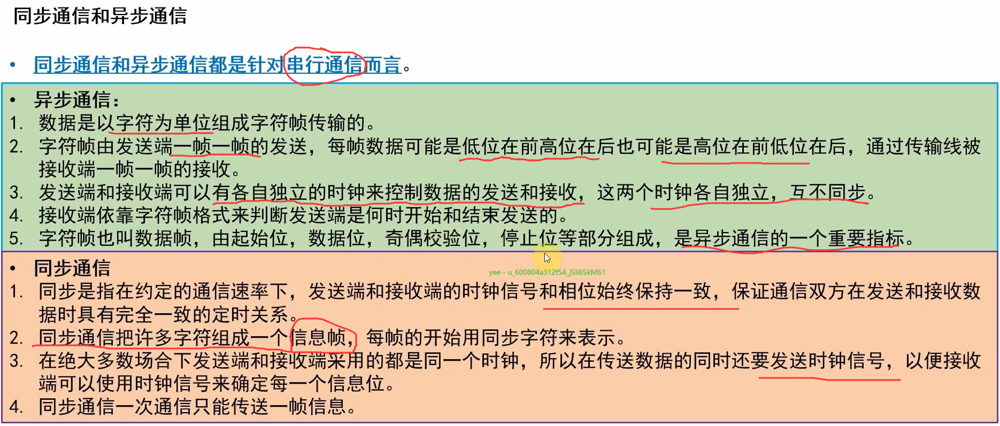 同步通信和异步通信
• 同步通信和异步通信都是针对串行通信而言。
• 异步通信：
1. 数据是以字符为单位组成字符帧传输的。
2. 字符帧由发送端一帧一帧的发送，每帧数据可能是低位在前高位在后也可能是高位在前低位在后，通过传输线被
接收端一帧一帧的接收。
3. 发送端和接收端可以有各自独立的时钟来控制数据的发送和接收，这两个时钟各自独立，互不同步。
4. 接收端依靠字符帧格式来判断发送端是何时开始和结束发送的。
5. 字符帧也叫数据帧，由起始位，数据位，奇偶校验位，停止位等部分组成，是异步通信的一个重要指标。
• 同步通信
yee - u_600804a312f54_jSli6SkM61
1. 同步是指在约定的通信速率下，发送端和接收端的时钟信号和相位始终保持一致，保证通信双方在发送和接收数
据时具有完全一致的定时关系。
2. 同步通信把许多字符组成一个信息帧，每帧的开始用同步字符来表示。
3. 在绝大多数场合下发送端和接收端采用的都是同一个时钟，所以在传送数据的同时还要发送时钟信号，以便接收
端可以使用时钟信号来确定每一个信息位。
4. 同步通信一次通信只能传送一帧信息。